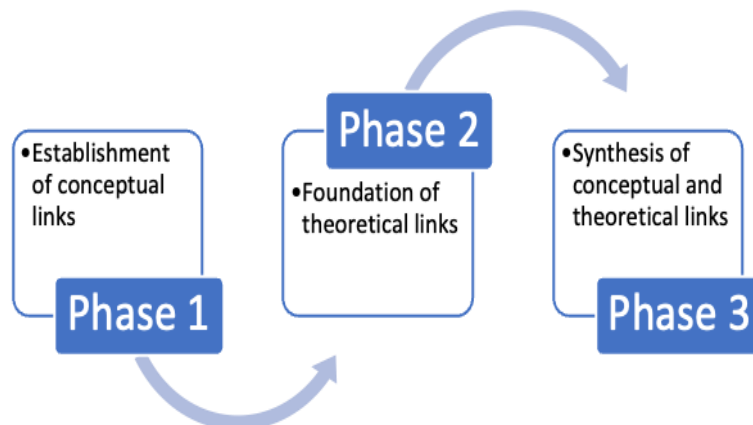 •Establishment
of conceptual
links
Phase 1
Phase 2
•Foundation of
theoretical links
•Synthesis of
conceptual and
theoretical links
Phase 3